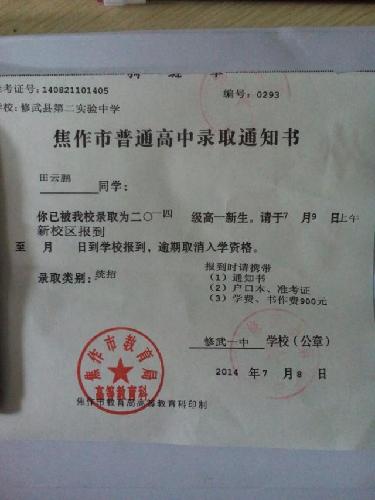 准考证号：140821101405
编号：0293
学校：修武县第二实验中学
焦作市普通高中录取通知书
田云鹏 同学：
你已被我校录取为二〇一四 级高一新生。请于7 月 9 日上午
新校区报到
至 月 日到学校报到，逾期取消入学资格。
录取类别：统招
报到时请携带
（1）通知书
（2）户口本、准考证
（3）学费、书作费900元
修武一中 学校（公章）
2014 年 7 月 8 日
焦作市教育局
高等教育科
焦作市教育局高等教育科印制